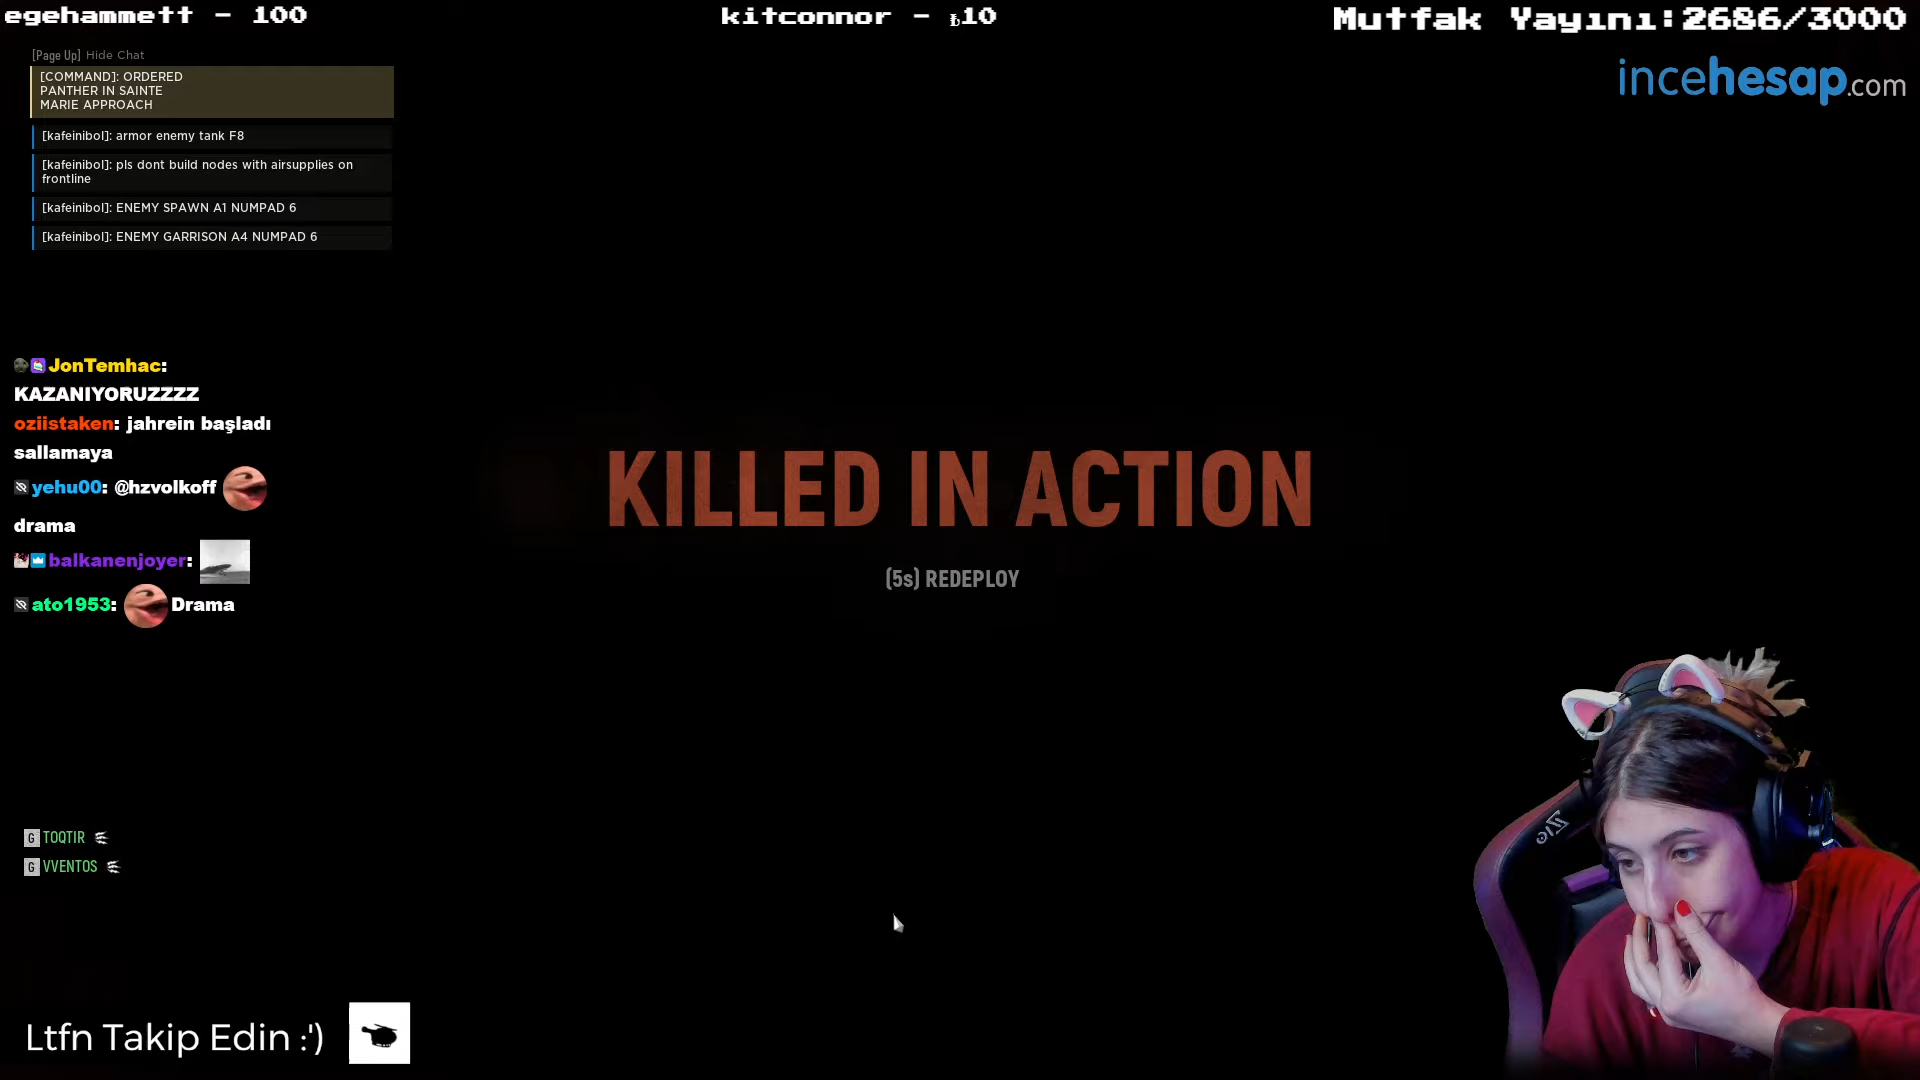 egehammett - 100
kitconnor - ₺10
Mutfak Yayını:2686/3000
incehesap.com
[Page Up] Hide Chat
[COMMAND]: ORDERED
PANTHER IN SAINTE
MARIE APPROACH
[kafeinibol]: armor enemy tank F8
[kafeinibol]: pls dont build nodes with airsupplies on
frontline
[kafeinibol]: ENEMY SPAWN A1 NUMPAD 6
[kafeinibol]: ENEMY GARRISON A4 NUMPAD 6
JonTemhac:
KAZANIYORUZZZZ
oziistaken: jahrein başladı
sallamaya
yehu00: @hzvolkoff
drama
balkanenjoyer:
ato1953: Drama
KILLED IN ACTION
(5s) REDEPLOY
G TOQTIR
G VVENTOS
Ltfn Takip Edin :')